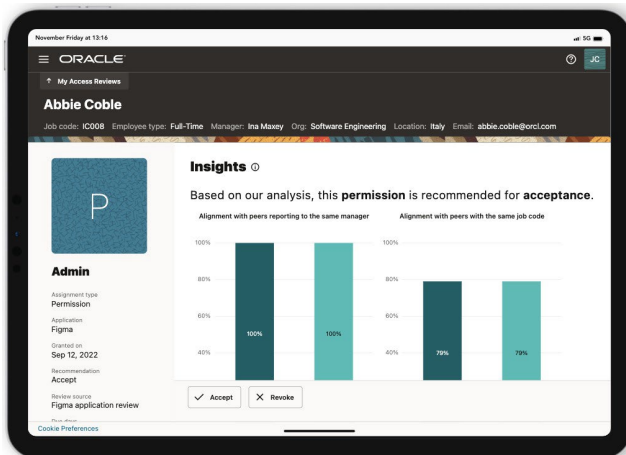 November Friday at 13:16
5G
ORACLE
JC
My Access Reviews
Abbie Coble
Job code: IC008 Employee type: Full-Time Manager: Ina Maxey Org: Software Engineering Location: Italy Email: abbie.coble@orcl.com
P
Admin
Assignment type
Permission
Application
Figma
Granted on
Sep 12, 2022
Recommendation
Accept
Review source
Figma application review
Insights
Based on our analysis, this permission is recommended for acceptance.
Alignment with peers reporting to the same manager
100%
80%
60%
40%
100%
100%
Alignment with peers with the same job code
100%
80%
60%
40%
79%
79%
Accept
Revoke
Cookie Preferences